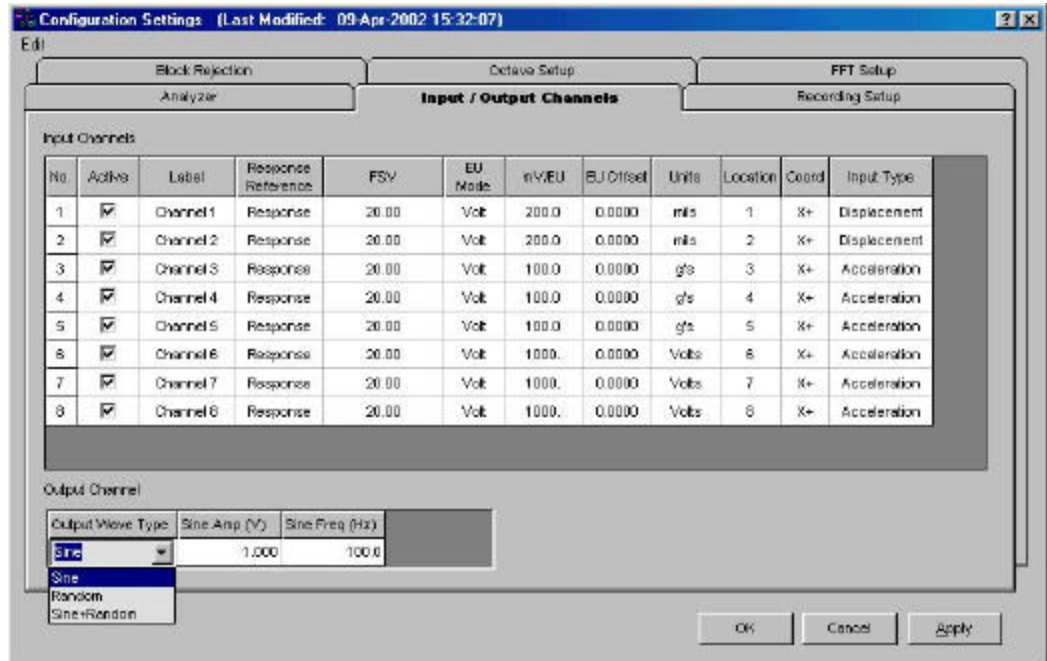 Configuration Settings (Last Modified: 09-Apr-2002 15:32:07)
Edit
Block Rejection Octave Setup FFT Setup
Analyzer Input / Output Channels Recording Setup
Input Channels
No. Active Label Response Reference FSV EU Mode mV/EU EU Offset Units Location Coord Input Type
1 Channel 1 Response 20.00 Volt 200.0 0.0000 mils 1 X+ Displacement
2 Channel 2 Response 20.00 Volt 200.0 0.0000 mils 2 X+ Displacement
3 Channel 3 Response 20.00 Volt 100.0 0.0000 g's 3 X+ Acceleration
4 Channel 4 Response 20.00 Volt 100.0 0.0000 g's 4 X+ Acceleration
5 Channel 5 Response 20.00 Volt 100.0 0.0000 g's 5 X+ Acceleration
6 Channel 6 Response 20.00 Volt 1000. 0.0000 Volts 6 X+ Acceleration
7 Channel 7 Response 20.00 Volt 1000. 0.0000 Volts 7 X+ Acceleration
8 Channel 8 Response 20.00 Volt 1000. 0.0000 Volts 8 X+ Acceleration
Output Channel
Output Wave Type Sine Amp (V) Sine Freq (Hz)
Sine 1.000 100.0
Sine
Random
Sine+Random
OK Cancel Apply